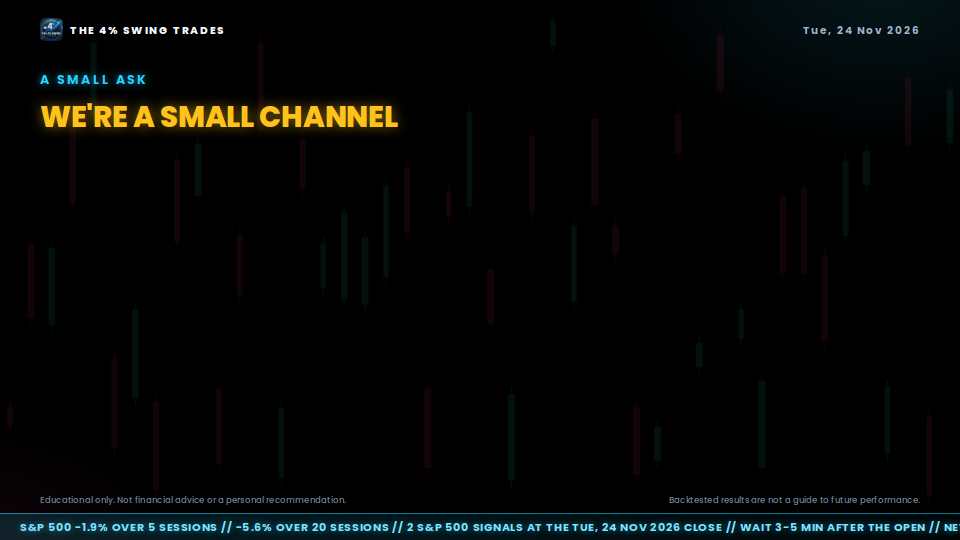 THE 4% SWING TRADES
Tue, 24 Nov 2026
A SMALL ASK
WE'RE A SMALL CHANNEL
Educational only. Not financial advice or a personal recommendation.
Backtested results are not a guide to future performance.
S&P 500 -1.9% OVER 5 SESSIONS // -5.6% OVER 20 SESSIONS // 2 S&P 500 SIGNALS AT THE TUE, 24 NOV 2026 CLOSE // WAIT 3-5 MIN AFTER THE OPEN //